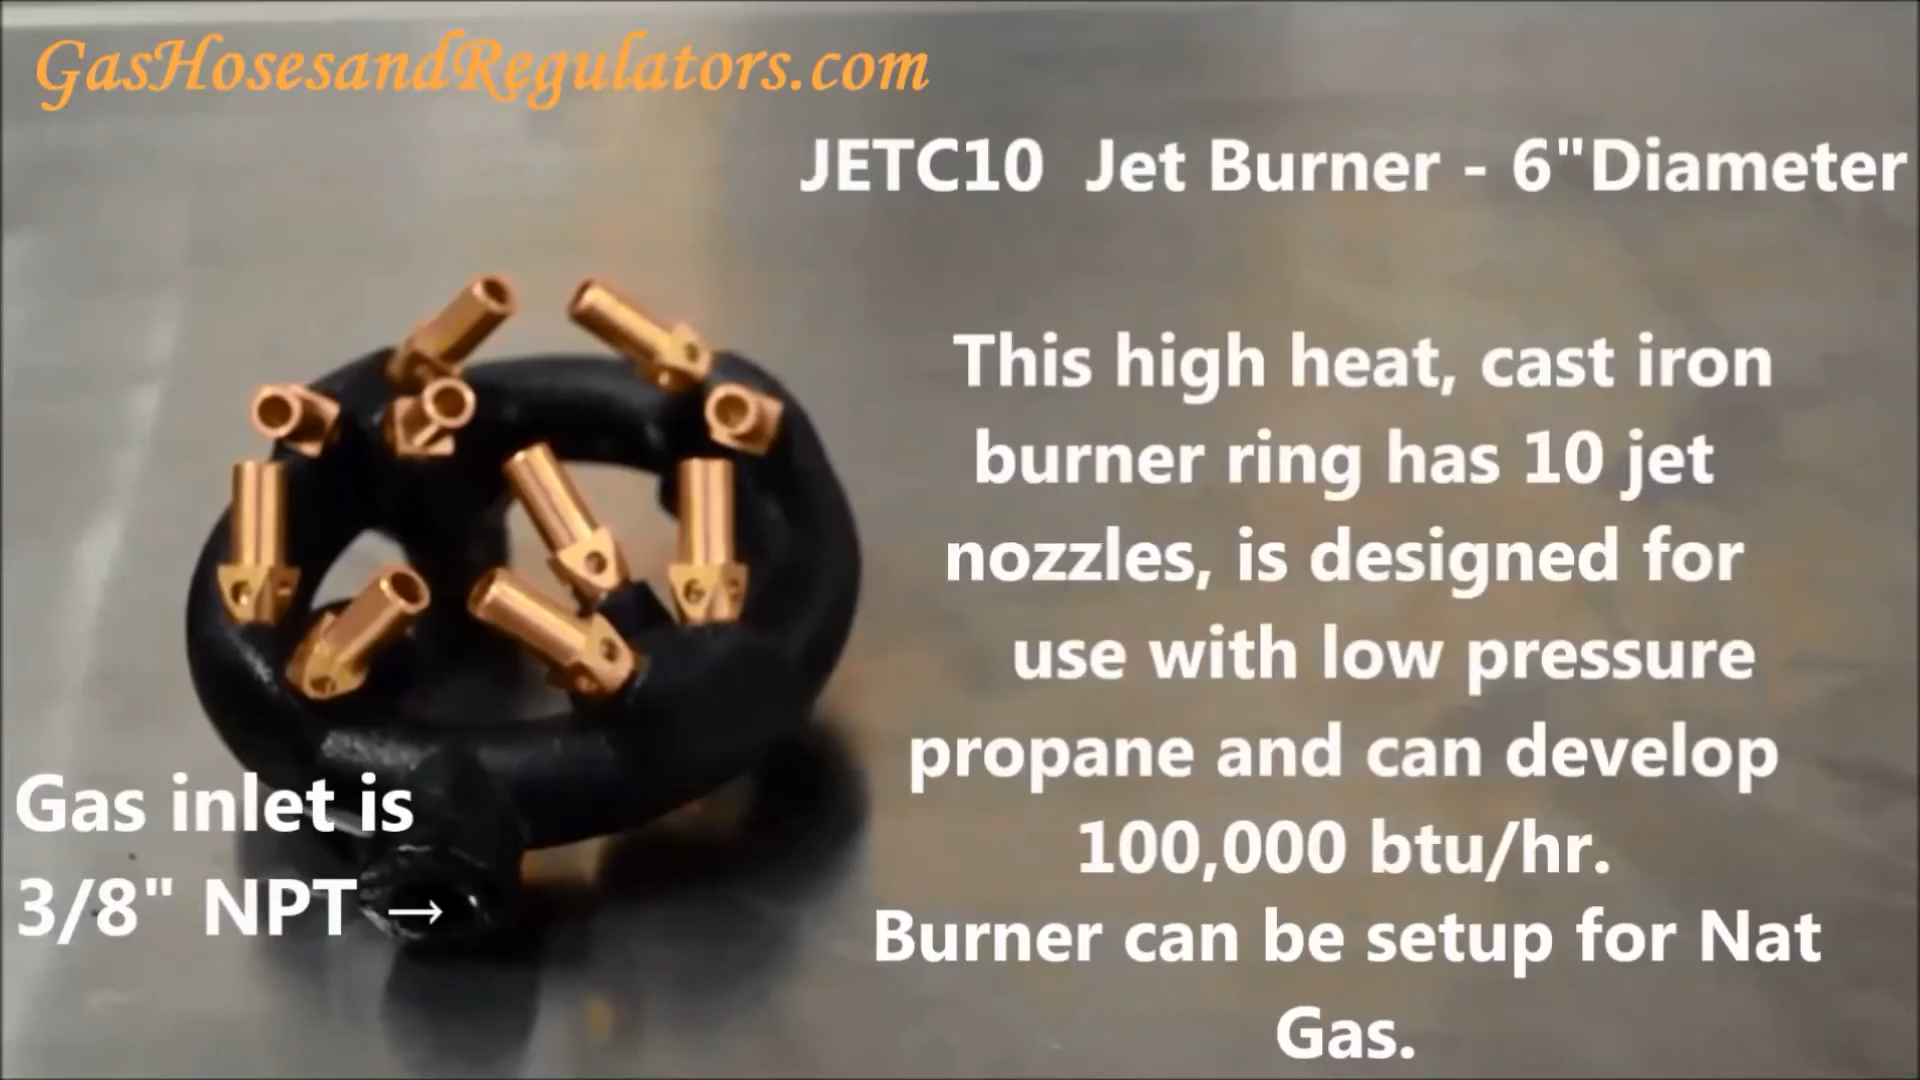 GasHosesandRegulators.com
JETC10  Jet Burner - 6"Diameter
This high heat, cast iron
burner ring has 10 jet
nozzles, is designed for
use with low pressure
propane and can develop
100,000 btu/hr.
Burner can be setup for Nat
Gas.
Gas inlet is
3/8" NPT →